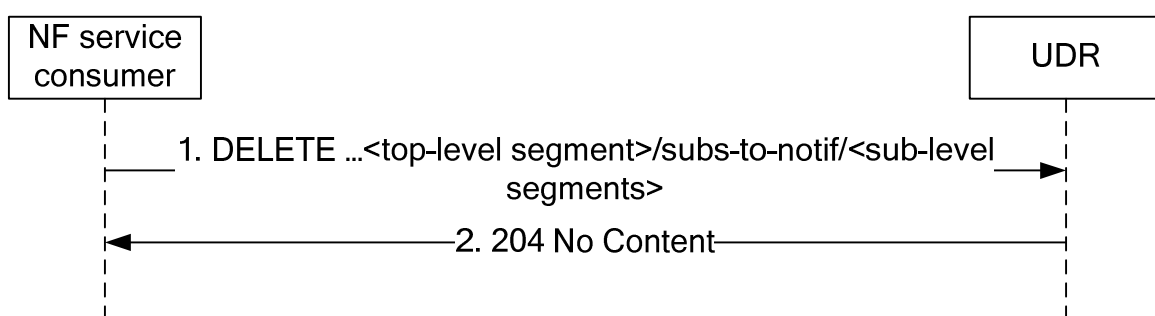 NF service
consumer
UDR
1. DELETE ...<top-level segment>/subs-to-notif/<sub-level
segments>
2. 204 No Content